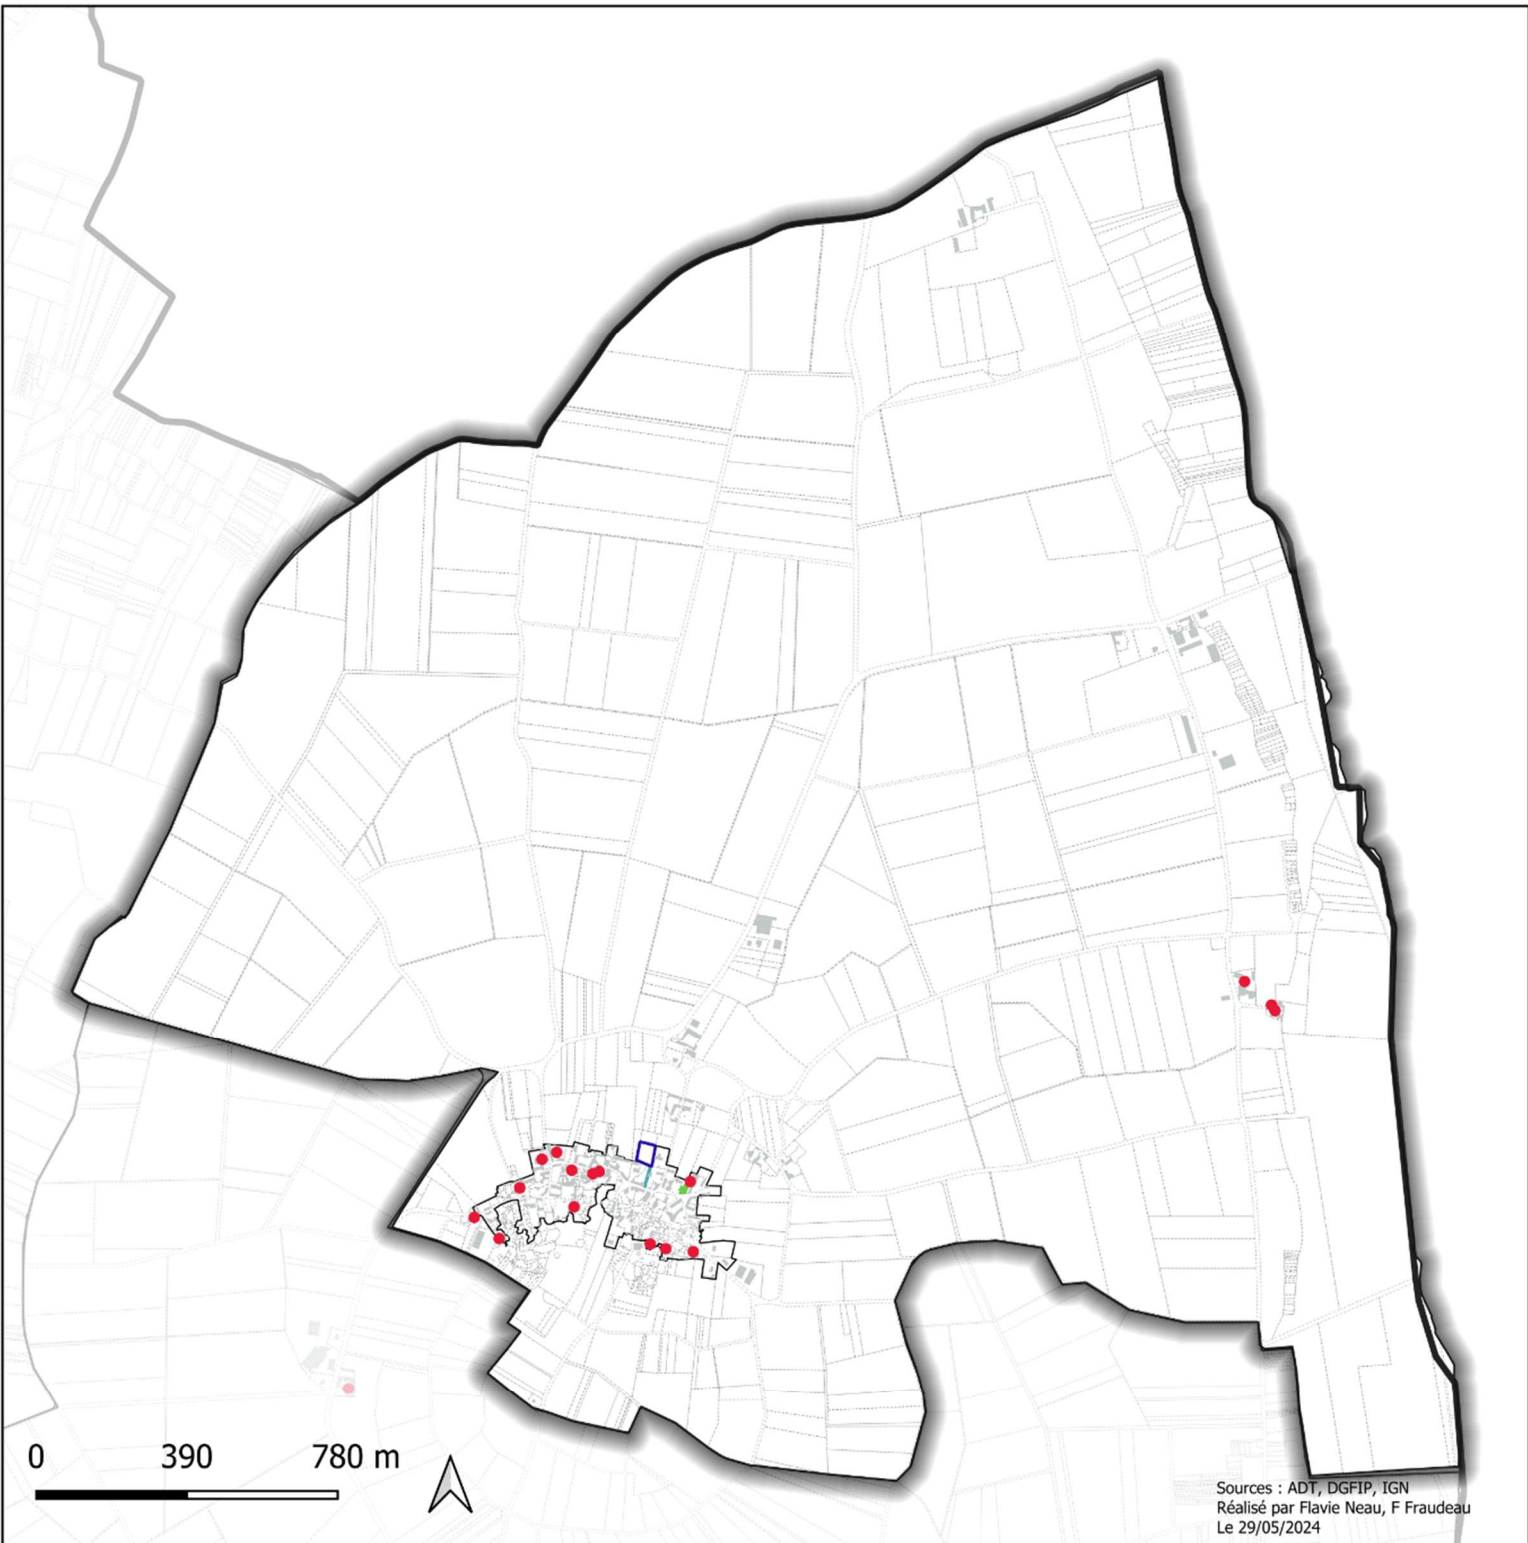 0 390 780 m
Sources : ADT, DGFIP, IGN
Réalisé par Flavie Neau, F Fraudeau
Le 29/05/2024